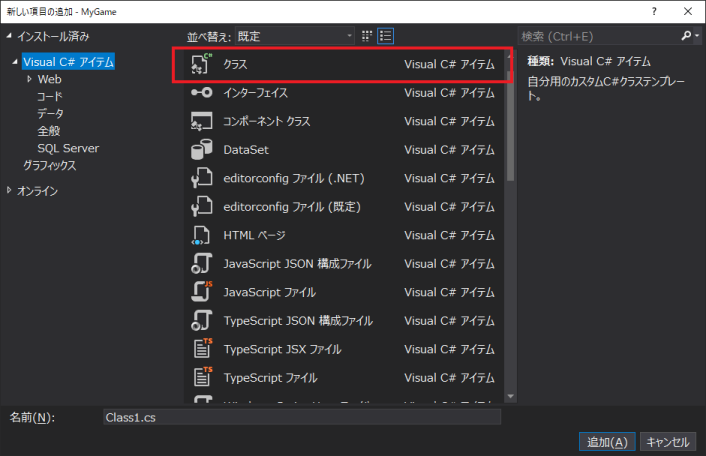 新しい項目の追加 - MyGame
インストール済み
並べ替え: 既定
検索 (Ctrl+E)
Visual C# アイテム
Web
コード
データ
全般
SQL Server
グラフィックス
オンライン
クラス Visual C# アイテム
インターフェイス Visual C# アイテム
コンポーネント クラス Visual C# アイテム
DataSet Visual C# アイテム
editorconfig ファイル (.NET) Visual C# アイテム
editorconfig ファイル (既定) Visual C# アイテム
HTML ページ Visual C# アイテム
JavaScript JSON 構成ファイル Visual C# アイテム
JavaScript ファイル Visual C# アイテム
TypeScript JSON 構成ファイル Visual C# アイテム
TypeScript JSX ファイル Visual C# アイテム
TypeScript ファイル Visual C# アイテム
種類: Visual C# アイテム
自分用のカスタムC#クラステンプレー
ト。
名前(N): Class1.cs
追加(A) キャンセル